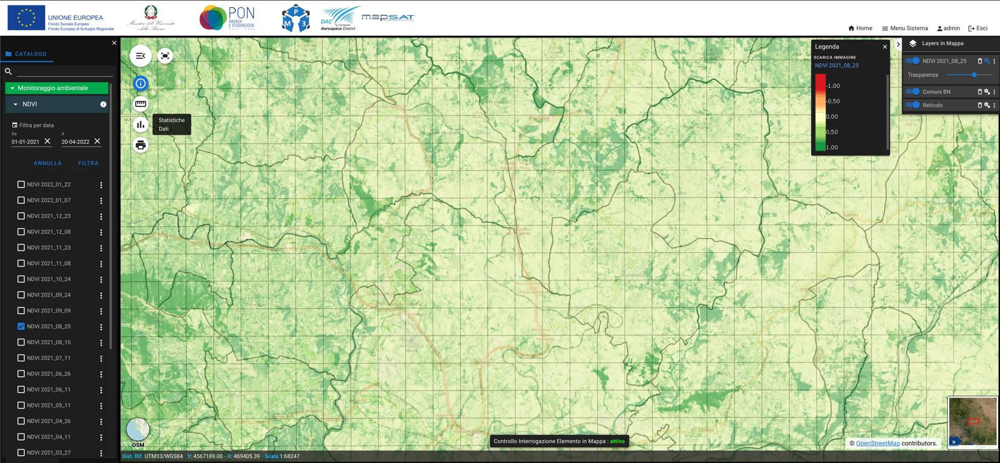 UNIONE EUROPEA
Fondo Sociale Europeo
Fondo Europeo di Sviluppo Regionale
Ministero dell'Università
e della Ricerca
PON
RICERCA
E INNOVAZIONE
P
M 3
DAC Campania
Aerospace District
mapsat
Home
Menu Sistema
admin
Esci
CATALOGO
Monitoraggio ambientale
NDVI
Filtra per data
Da
A
01-01-2021
20-04-2022
ANNULLA
FILTRA
NDVI 2022_01_22
NDVI 2022_01_07
NDVI 2021_12_23
NDVI 2021_12_08
NDVI 2021_11_23
NDVI 2021_11_08
NDVI 2021_10_24
NDVI 2021_09_24
NDVI 2021_09_09
NDVI 2021_08_25
NDVI 2021_08_10
NDVI 2021_07_11
NDVI 2021_06_26
NDVI 2021_06_11
NDVI 2021_05_11
NDVI 2021_04_26
NDVI 2021_04_11
NDVI 2021_03_27
Statistiche
Dati
Legenda
SCARICA IMMAGINE
NDVI 2021_08_25
-1,00
-0,50
0,00
0,50
1,00
Layers in Mappa
NDVI 2021_08_25
Trasparenza
Comuni BN
Reticolo
OSM
Controllo Interrogazione Elemento in Mappa : attivo
© OpenStreetMap contributors.
»
Sist. Rif. UTM33/WGS84 Y: 4567189.00 - X: 469405.39 Scala 1:68247